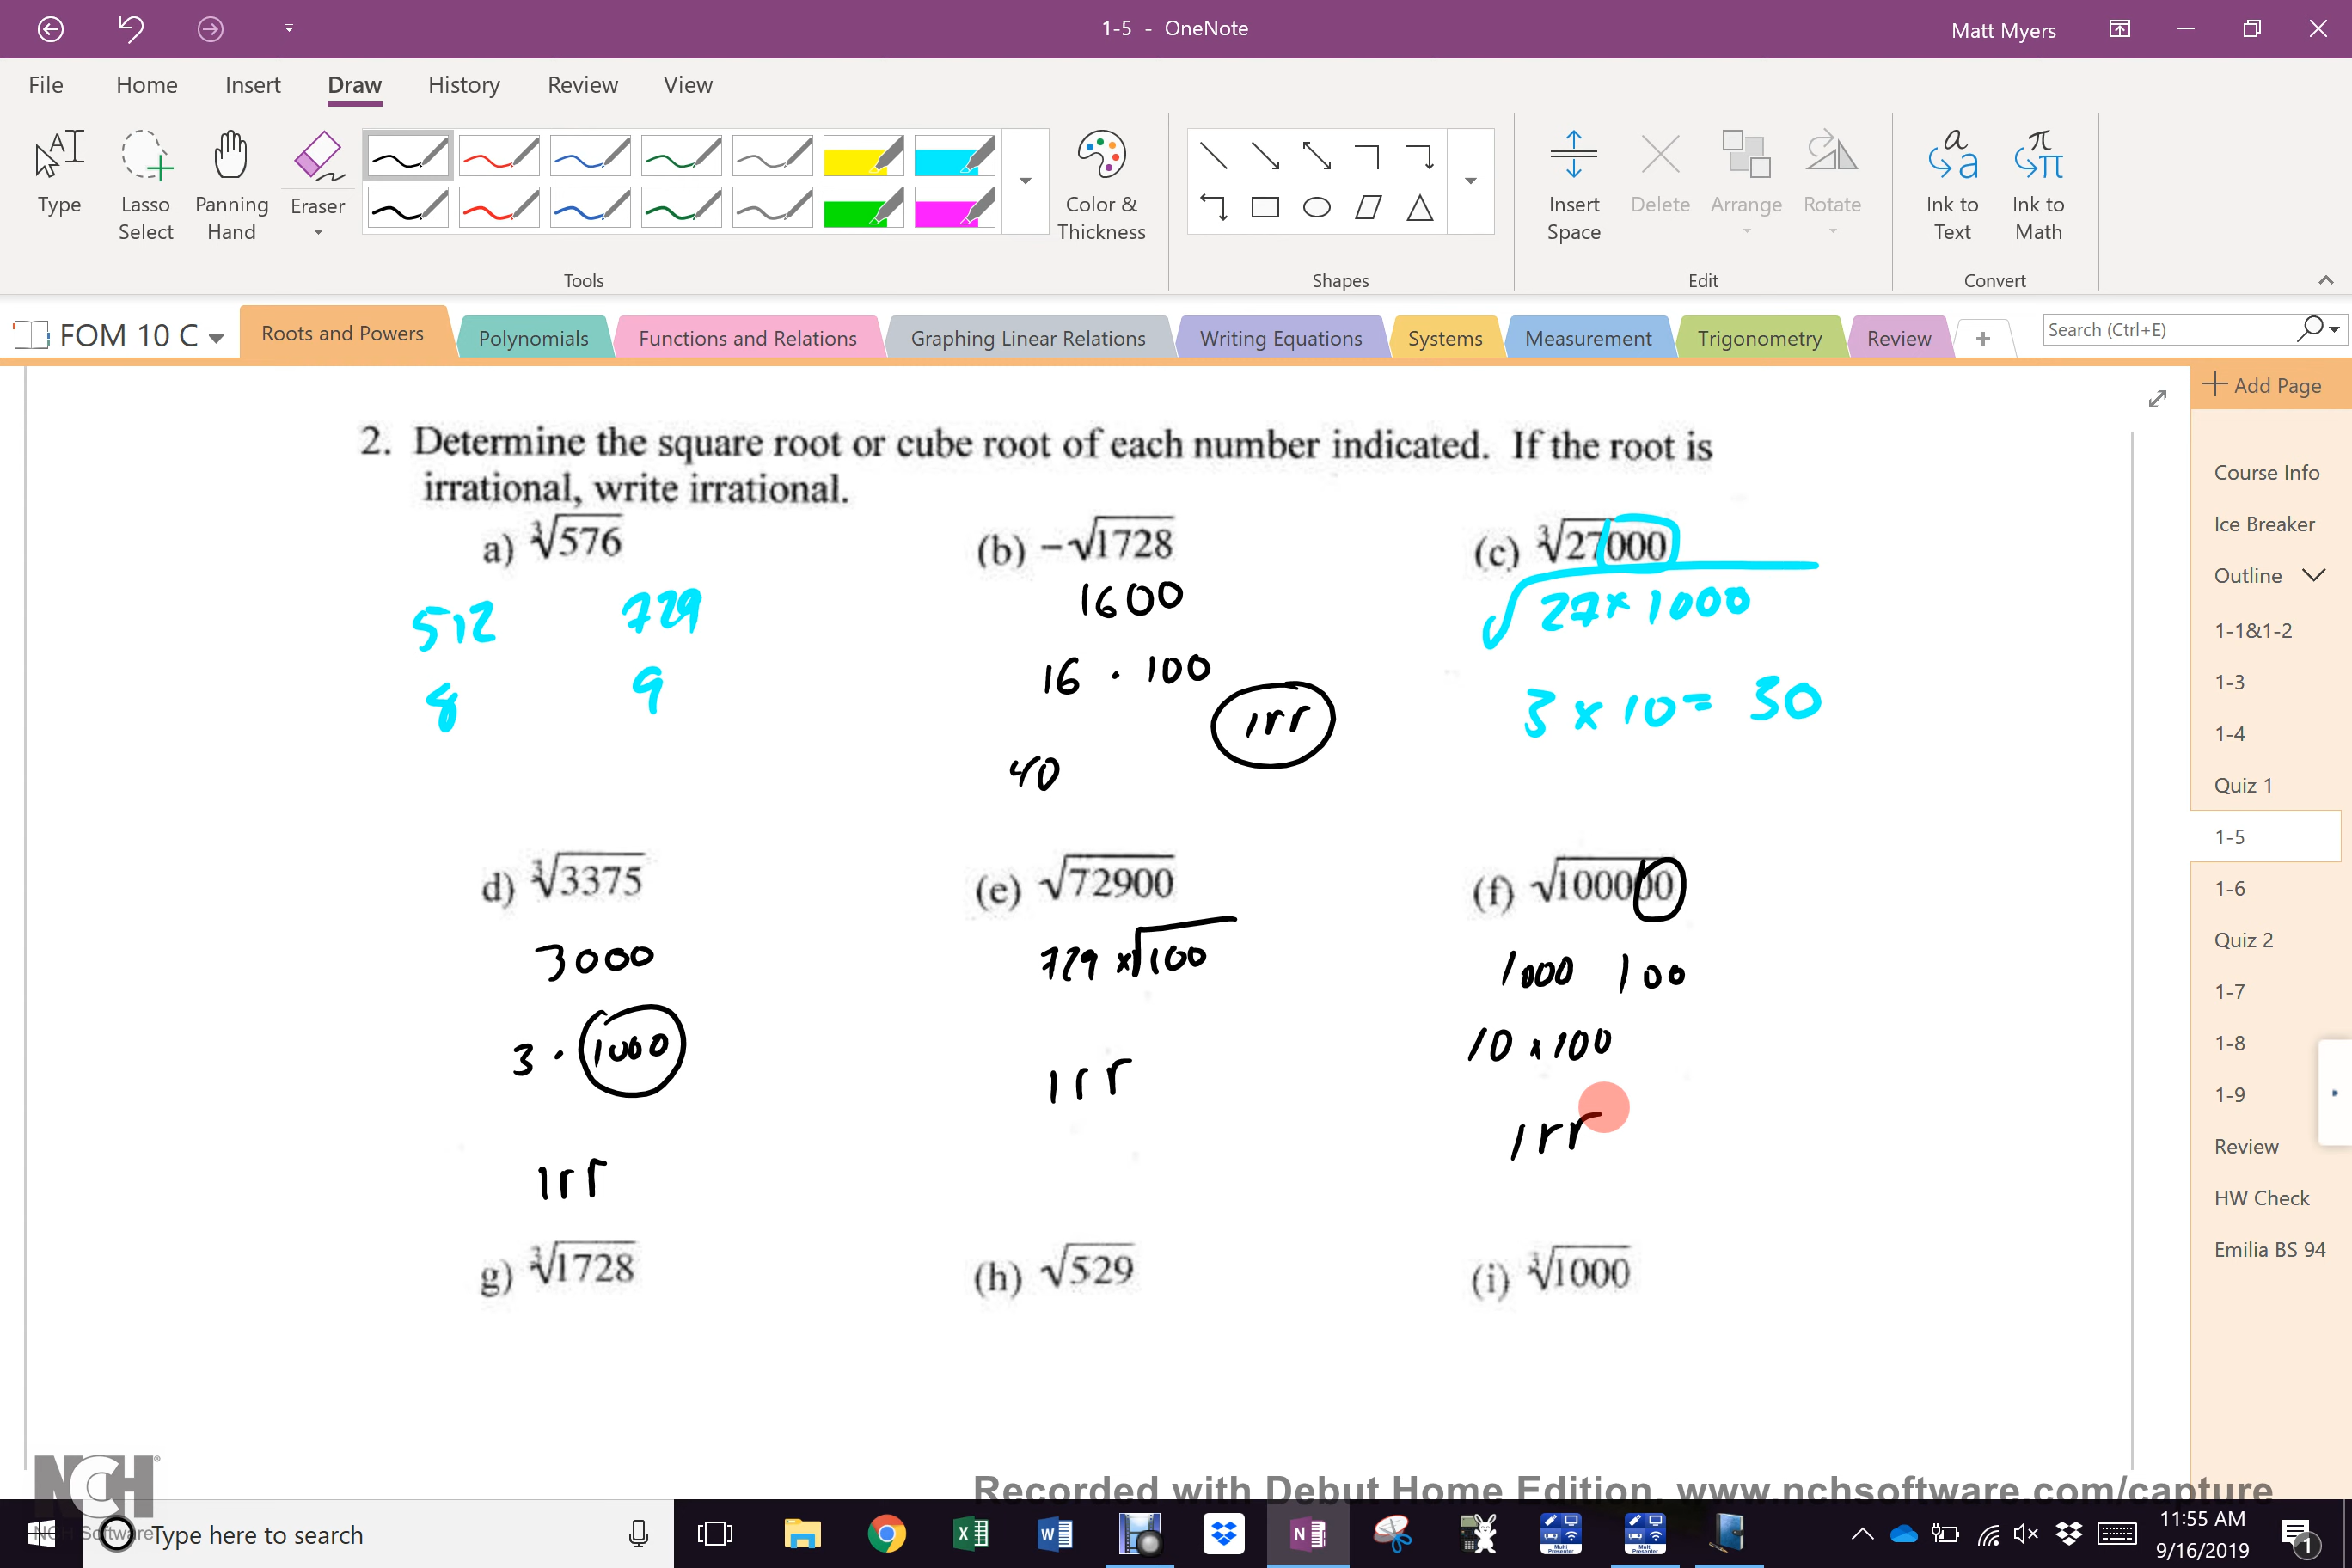 1-5 - OneNote
Matt Myers
File Home Insert Draw History Review View
Type
Lasso Select
Panning Hand
Eraser
Color & Thickness
Insert Space
Delete
Arrange
Rotate
Ink to Text
Ink to Math
Tools
Shapes
Edit
Convert
FOM 10 C
Roots and Powers
Polynomials
Functions and Relations
Graphing Linear Relations
Writing Equations
Systems
Measurement
Trigonometry
Review
Search (Ctrl+E)
Add Page
Course Info
Ice Breaker
Outline
1-1&1-2
1-3
1-4
Quiz 1
1-5
1-6
Quiz 2
1-7
1-8
1-9
Review
HW Check
Emilia BS 94
2. Determine the square root or cube root of each number indicated. If the root is
irrational, write irrational.
a) ∛576
512 729
8 9
(b) −√1728
1600
16 · 100
irr
40
(c) ∛27000
√27 × 1000
3 × 10 = 30
d) ∛3375
3000
3 · 1000
irr
(e) √72900
729 × √100
irr
(f) √100000
1000 100
10 × 100
irr
g) ∛1728
(h) √529
(i) ∛1000
NCH
NCH Software
Recorded with Debut Home Edition. www.nchsoftware.com/capture
Type here to search
11:55 AM
9/16/2019
1